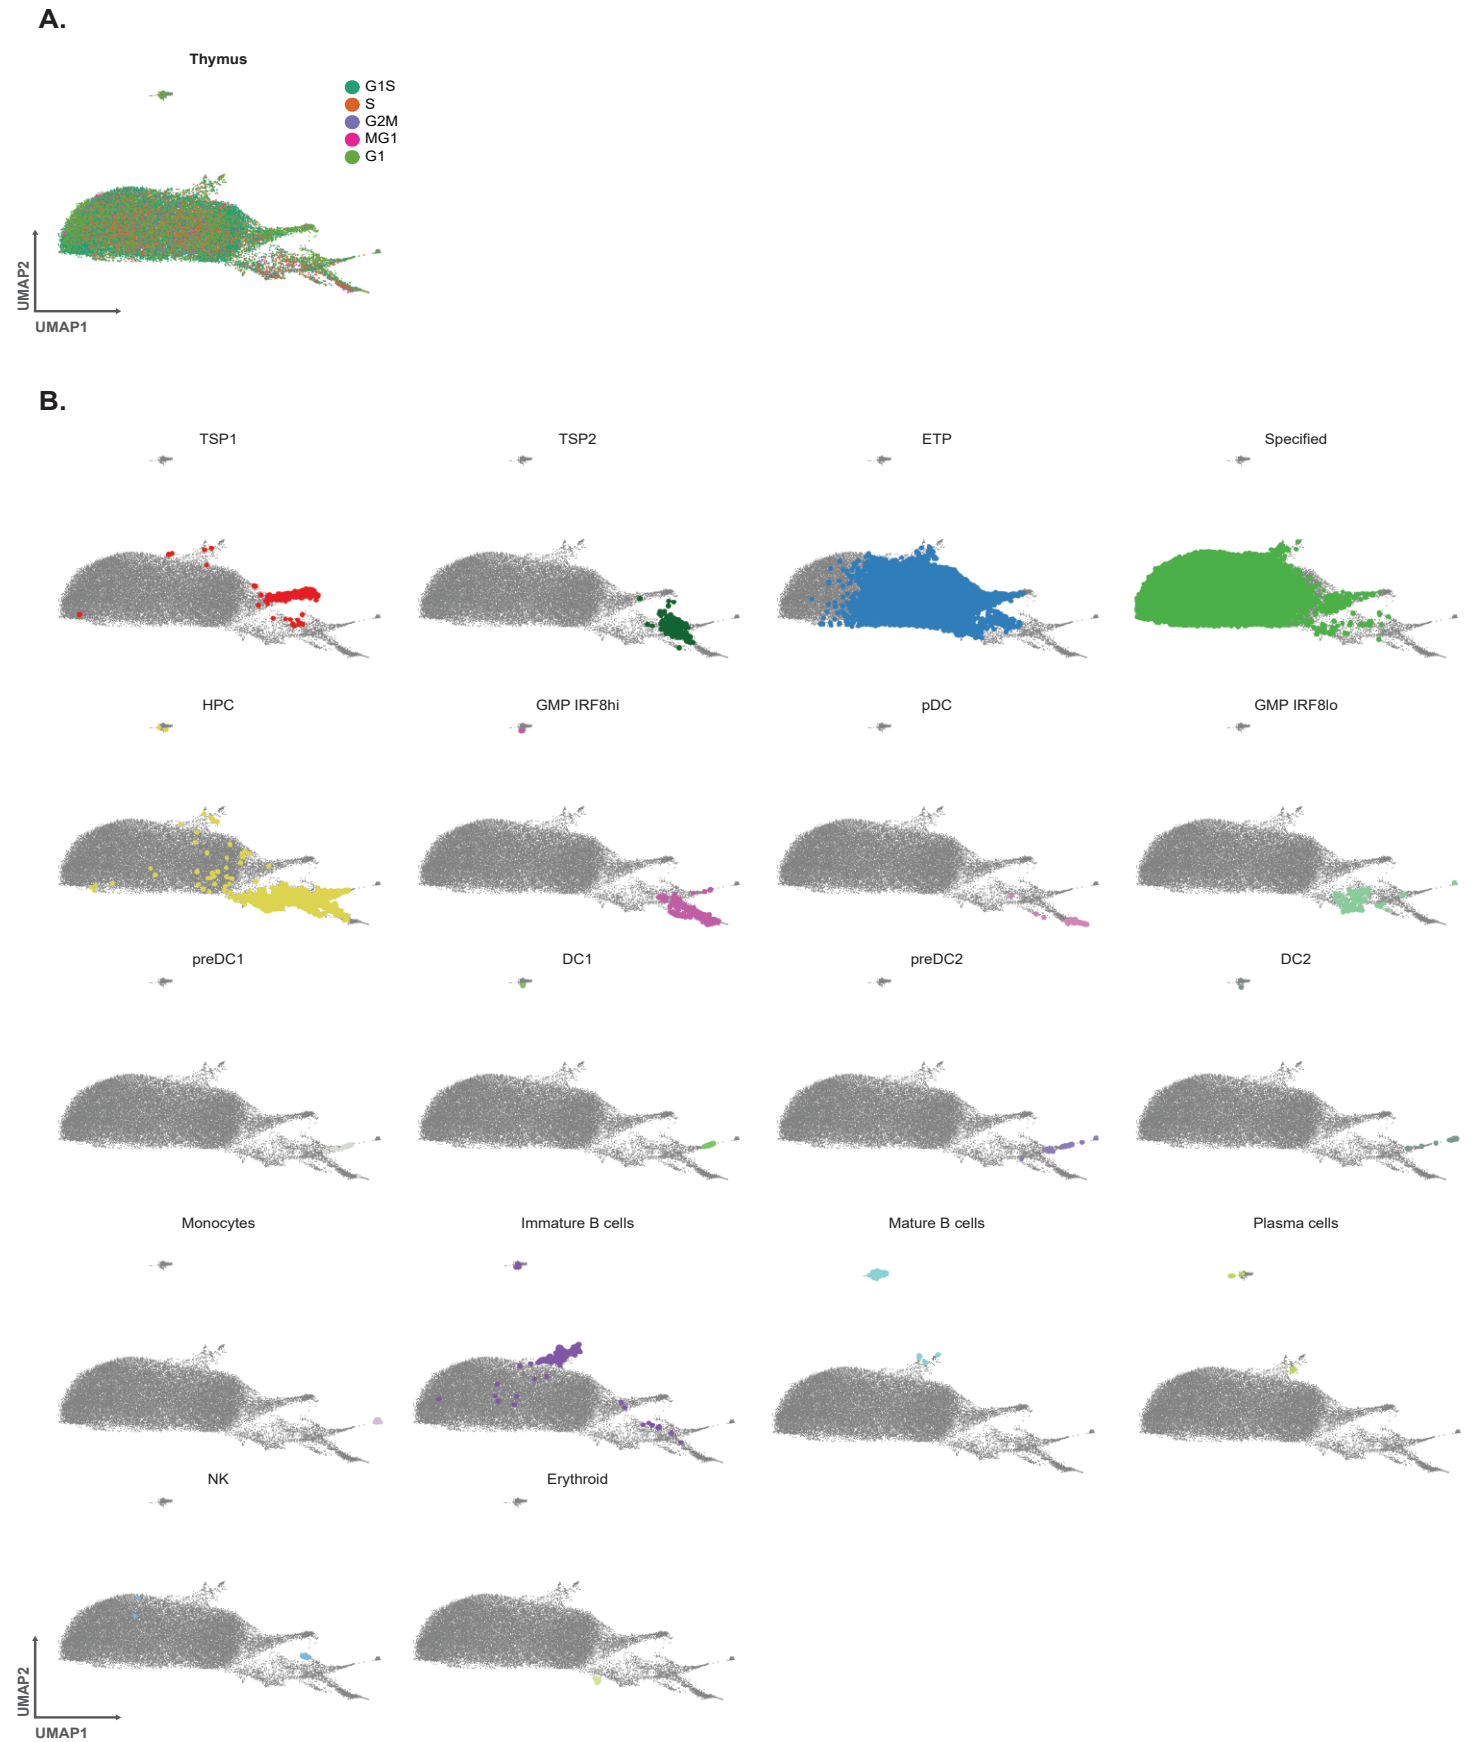 A.
Thymus
G1S
S
G2M
MG1
G1
UMAP2
UMAP1
B.
TSP1 TSP2 ETP Specified
HPC GMP IRF8hi pDC GMP IRF8lo
preDC1 DC1 preDC2 DC2
Monocytes Immature B cells Mature B cells Plasma cells
NK Erythroid
UMAP2
UMAP1